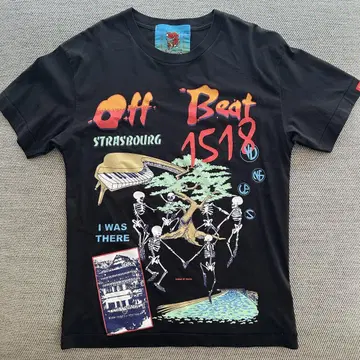 Off Beat
STRASBOURG
1518
I WAS
THERE